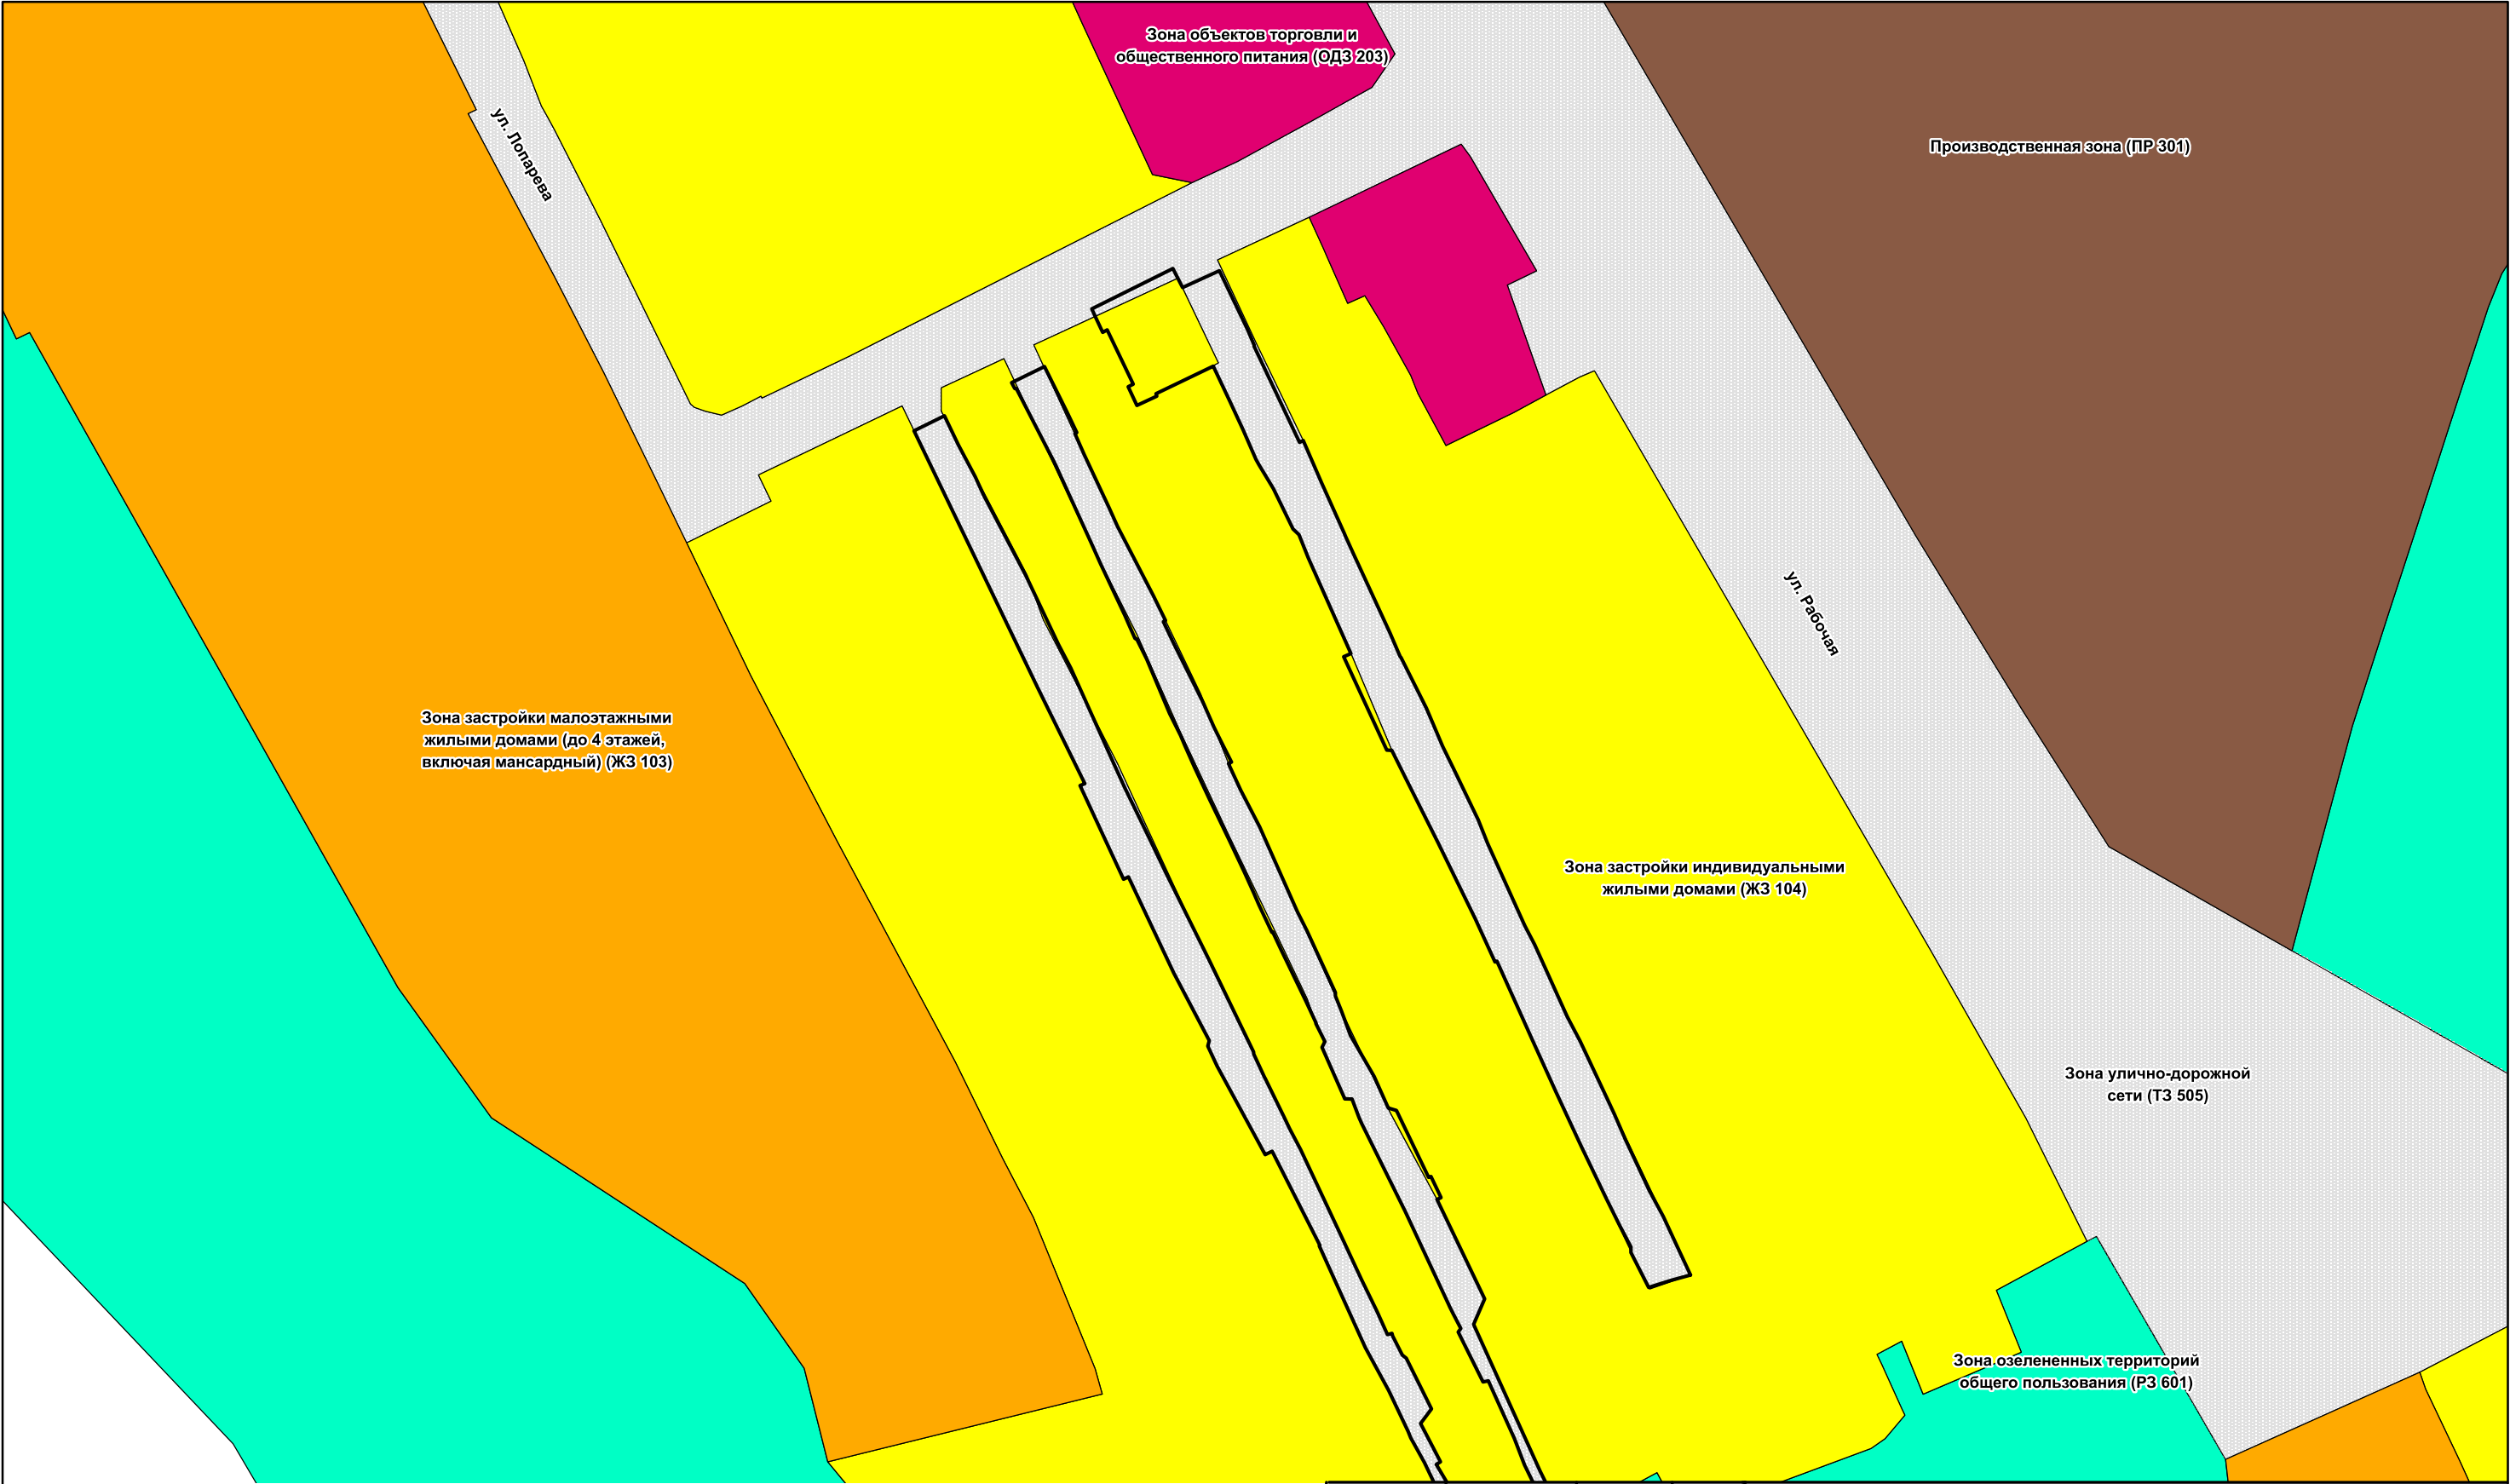 Зона объектов торговли и
общественного питания (ОДЗ 203)
ул. Лопарева
Производственная зона (ПР 301)
ул. Рабочая
Зона застройки малоэтажными
жилыми домами (до 4 этажей,
включая мансардный) (ЖЗ 103)
Зона застройки индивидуальными
жилыми домами (ЖЗ 104)
Зона улично-дорожной
сети (ТЗ 505)
Зона озелененных территорий
общего пользования (РЗ 601)